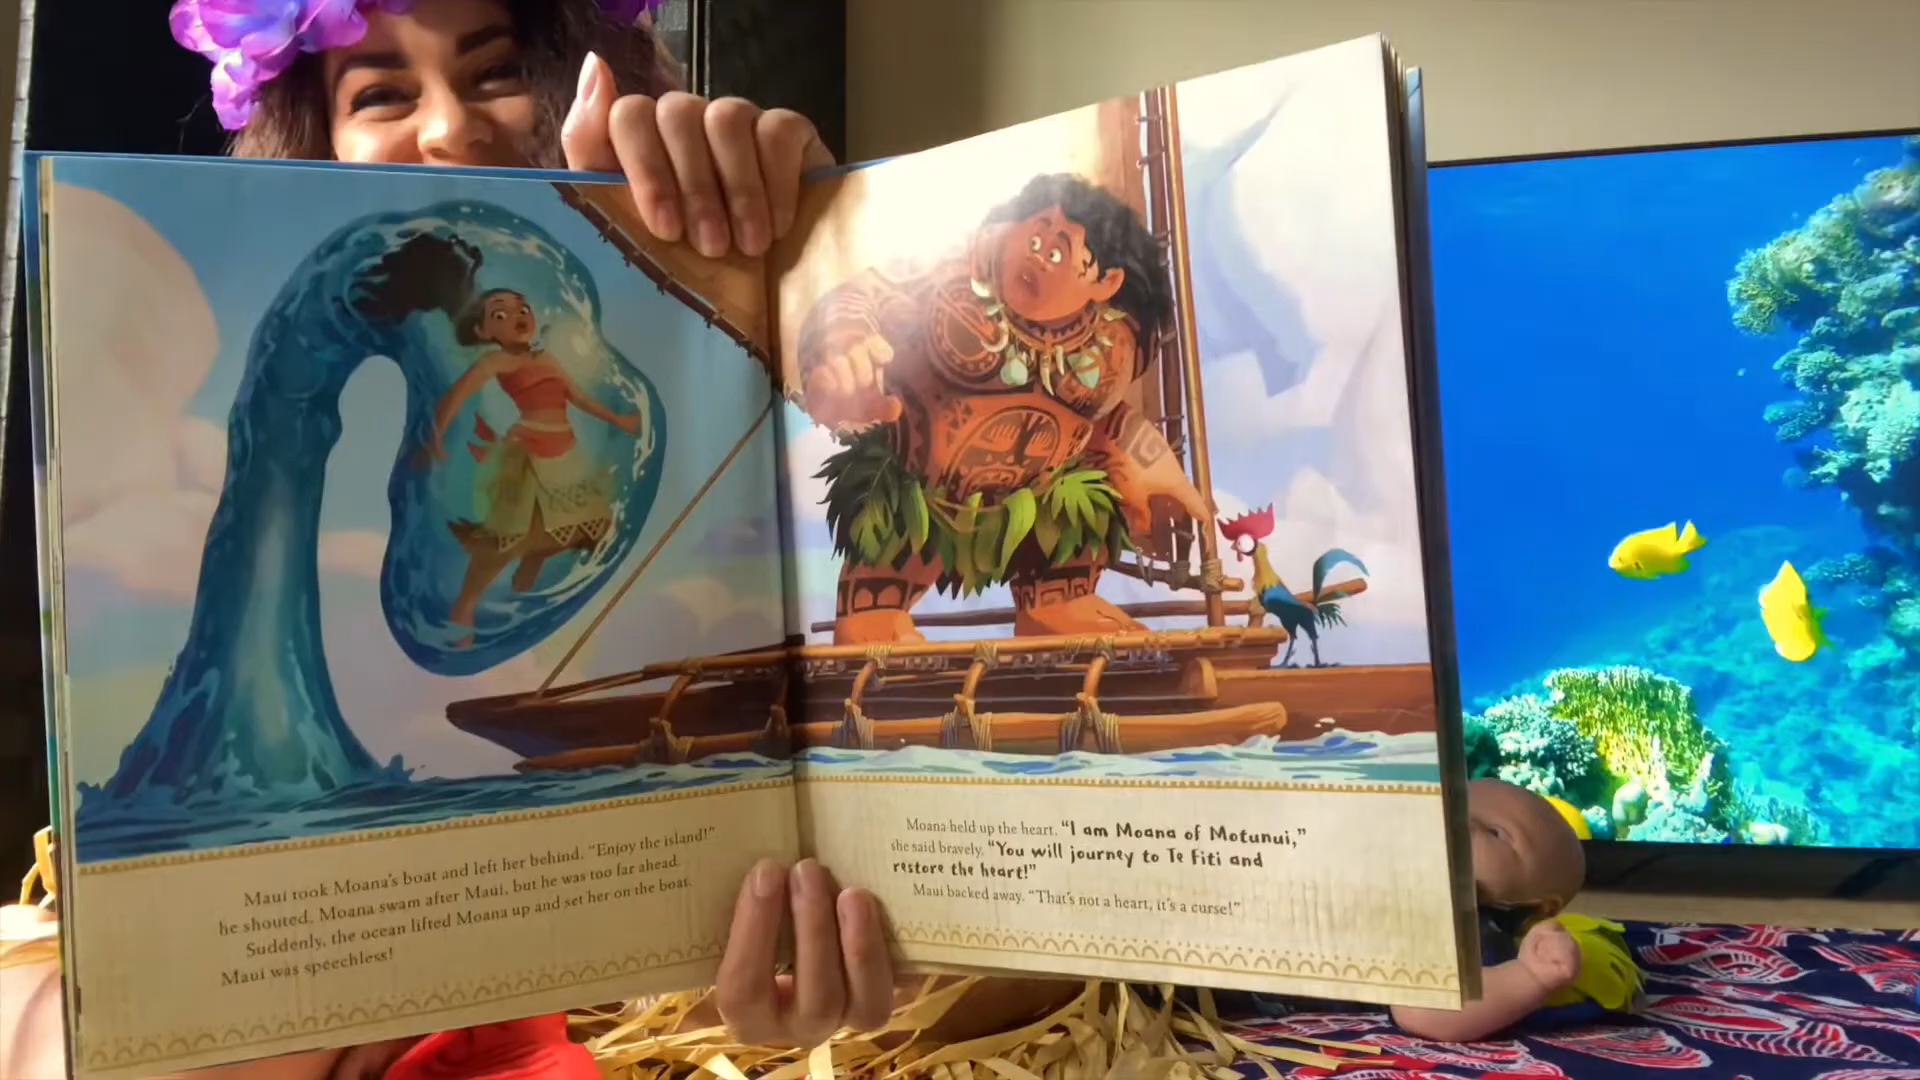 Maui took Moana's boat and left her behind. "Enjoy the island!"
he shouted. Moana swam after Maui, but he was too far ahead.
Suddenly, the ocean lifted Moana up and set her on the boat.
Maui was speechless!
Moana held up the heart. "I am Moana of Motunui,"
she said bravely. "You will journey to Te Fiti and
restore the heart!"
Maui backed away. "That's not a heart, it's a curse!"